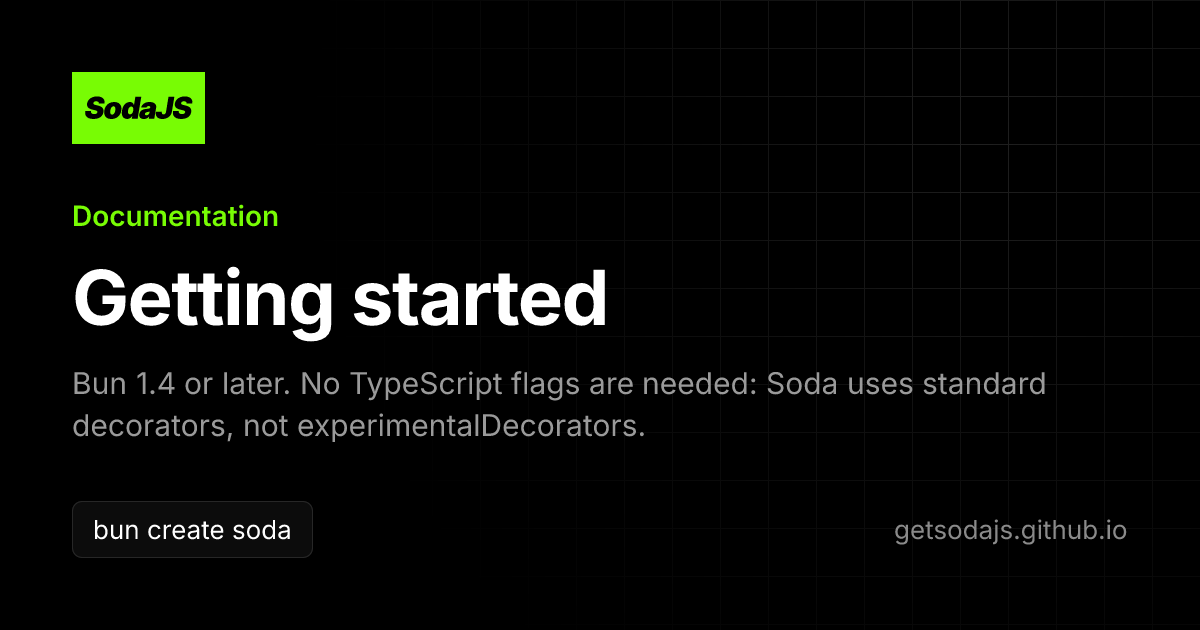 SodaJS
Documentation
Getting started
Bun 1.4 or later. No TypeScript flags are needed: Soda uses standard
decorators, not experimentalDecorators.
bun create soda
getsodajs.github.io